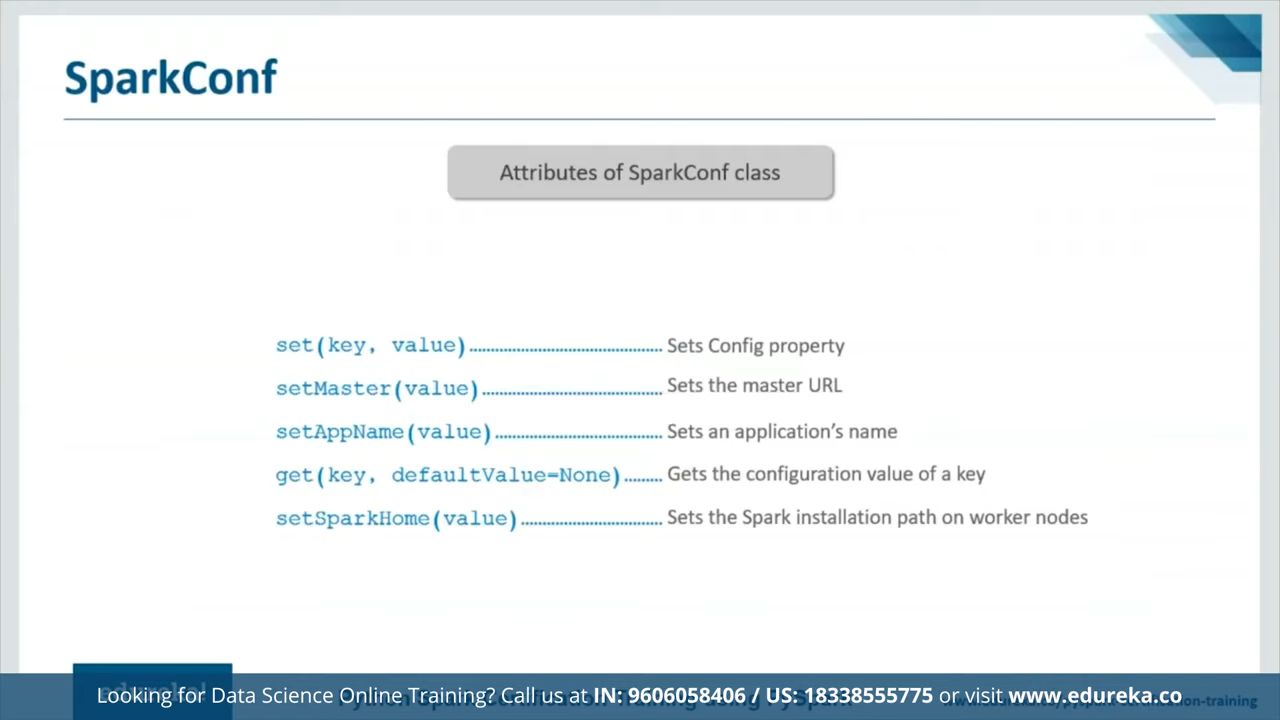 SparkConf
Attributes of SparkConf class
set(key, value)........................................ Sets Config property
setMaster(value)........................................ Sets the master URL
setAppName(value)........................................ Sets an application's name
get(key, defaultValue=None)......... Gets the configuration value of a key
setSparkHome(value)................................ Sets the Spark installation path on worker nodes
Looking for Data Science Online Training? Call us at IN: 9606058406 / US: 18338555775 or visit www.edureka.co